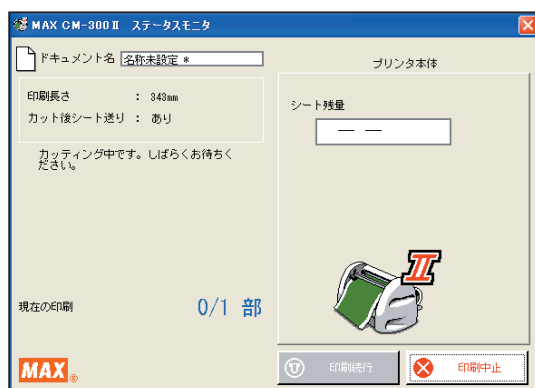 MAX CM-300Ⅱ ステータスモニタ
ドキュメント名 名称未設定 *
印刷長さ : 343mm
カット後シート送り : あり
カッティング中です。しばらくお待ちく
ださい。
現在の印刷 0/1 部
MAX®
プリンタ本体
シート残量
— —
Ⅱ
印刷続行
印刷中止